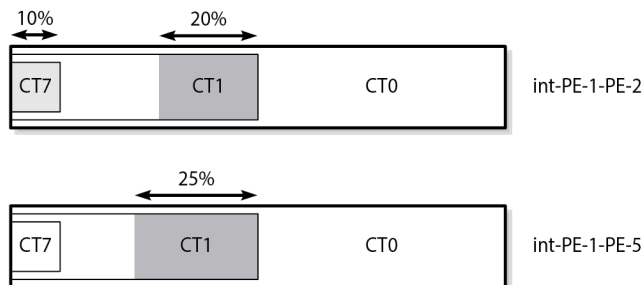 10% 20%
CT7 CT1 CT0 int-PE-1-PE-2
25%
CT7 CT1 CT0 int-PE-1-PE-5